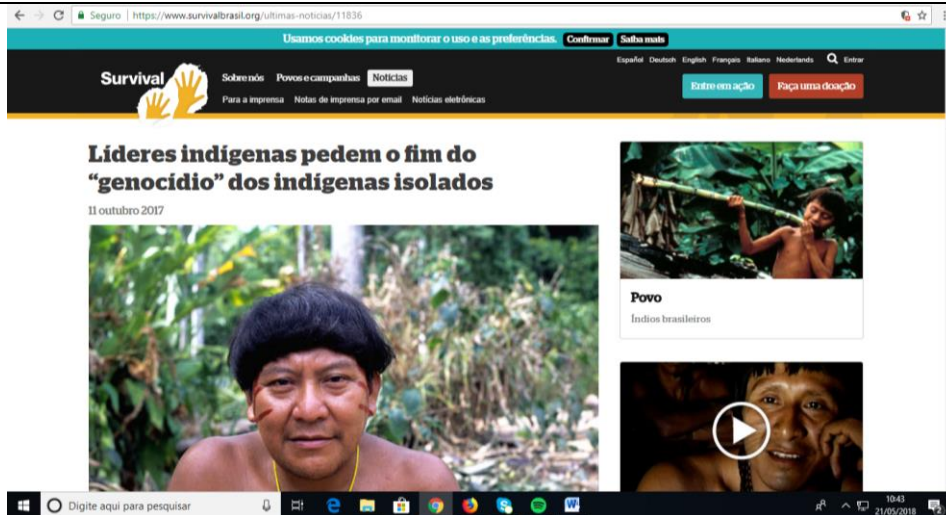 Seguro | https://www.survivalbrasil.org/ultimas-noticias/11836
Usamos cookies para monitorar o uso e as preferências. Confirmar Saiba mais
Español Deutsch English Français Italiano Nederlands Entrar
Survival
Sobre nós Povos e campanhas Notícias
Entre em ação Faça uma doação
Para a imprensa Notas de imprensa por email Notícias eletrônicas
Líderes indígenas pedem o fim do
“genocídio” dos indígenas isolados
11 outubro 2017
Povo
Índios brasileiros
Digite aqui para pesquisar
10:43
21/05/2018